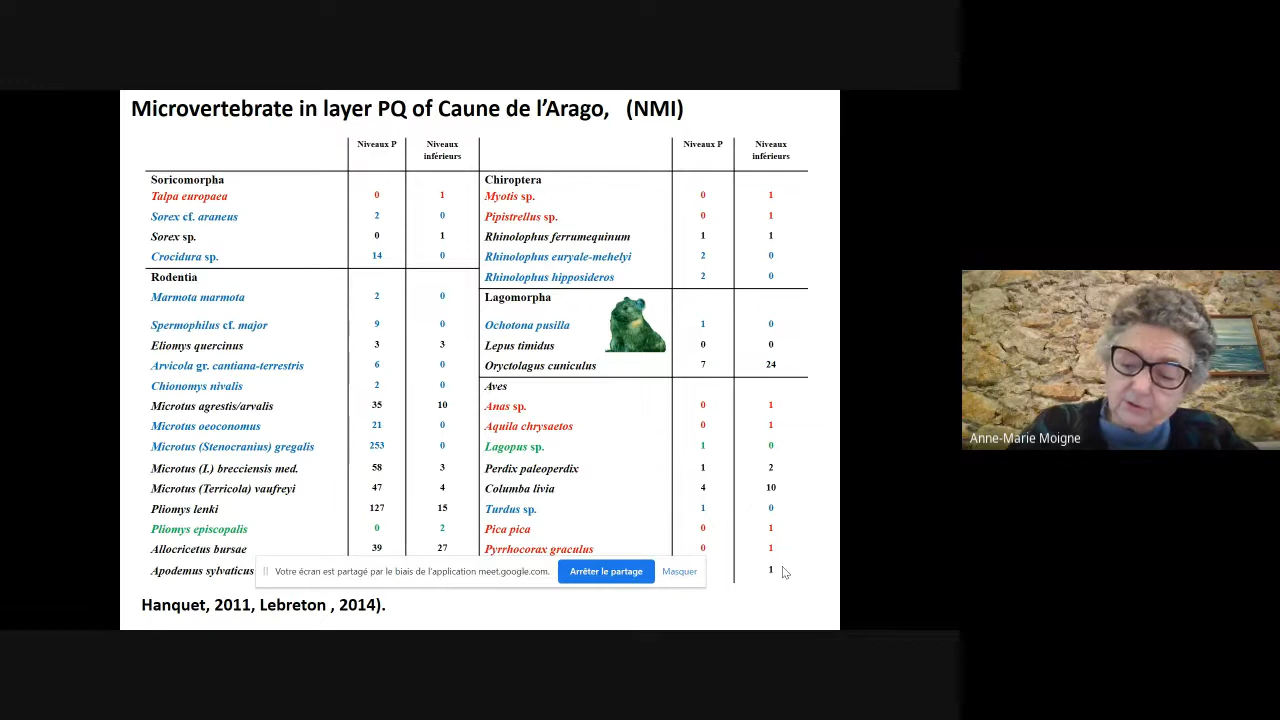 Microvertebrate in layer PQ of Caune de l'Arago, (NMI)
Niveaux P Niveaux inférieurs
Soricomorpha
Talpa europaea 0 1
Sorex cf. araneus 2 0
Sorex sp. 0 1
Crocidura sp. 14 0
Rodentia
Marmota marmota 2 0
Spermophilus cf. major 9 0
Eliomys quercinus 3 3
Arvicola gr. cantiana-terrestris 6 0
Chionomys nivalis 2 0
Microtus agrestis/arvalis 35 10
Microtus oeoconomus 21 0
Microtus (Stenocranius) gregalis 253 0
Microtus (I.) brecciensis med. 58 3
Microtus (Terricola) vaufreyi 47 4
Pliomys lenki 127 15
Pliomys episcopalis 0 2
Allocricetus bursae 39 27
Apodemus sylvaticus
Niveaux P Niveaux inférieurs
Chiroptera
Myotis sp. 0 1
Pipistrellus sp. 0 1
Rhinolophus ferrumequinum 1 1
Rhinolophus euryale-mehelyi 2 0
Rhinolophus hipposideros 2 0
Lagomorpha
Ochotona pusilla 1 0
Lepus timidus 0 0
Oryctolagus cuniculus 7 24
Aves
Anas sp. 0 1
Aquila chrysaetos 0 1
Lagopus sp. 1 0
Perdix paleoperdix 1 2
Columba livia 4 10
Turdus sp. 1 0
Pica pica 0 1
Pyrrhocorax graculus 0 1
1
Votre écran est partagé par le biais de l'application meet.google.com. Arrêter le partage Masquer
Hanquet, 2011, Lebreton , 2014).
Anne-Marie Moigne